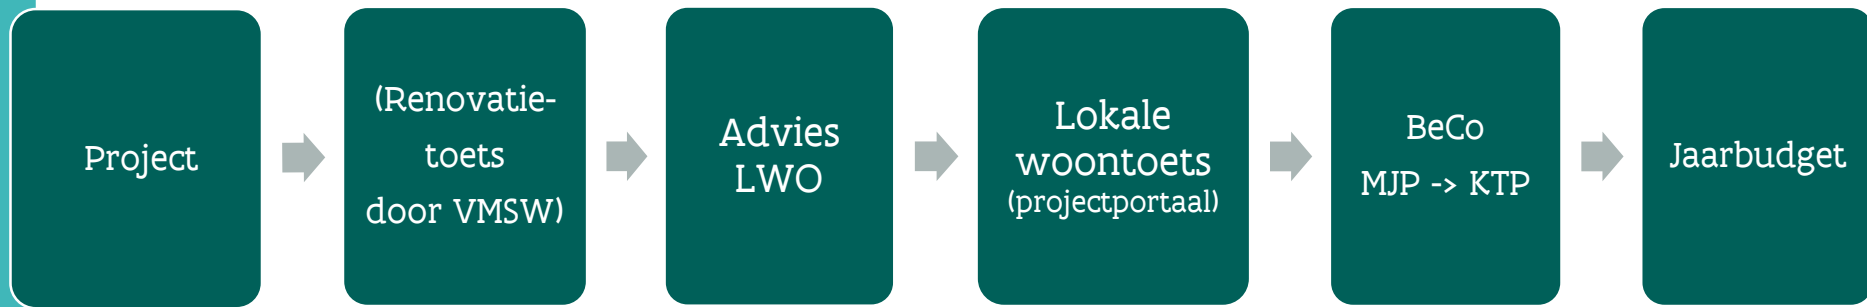 Project
(Renovatie-
toets
door VMSW)
Advies
LWO
Lokale
woontoets
(projectportaal)
BeCo
MJP -> KTP
Jaarbudget